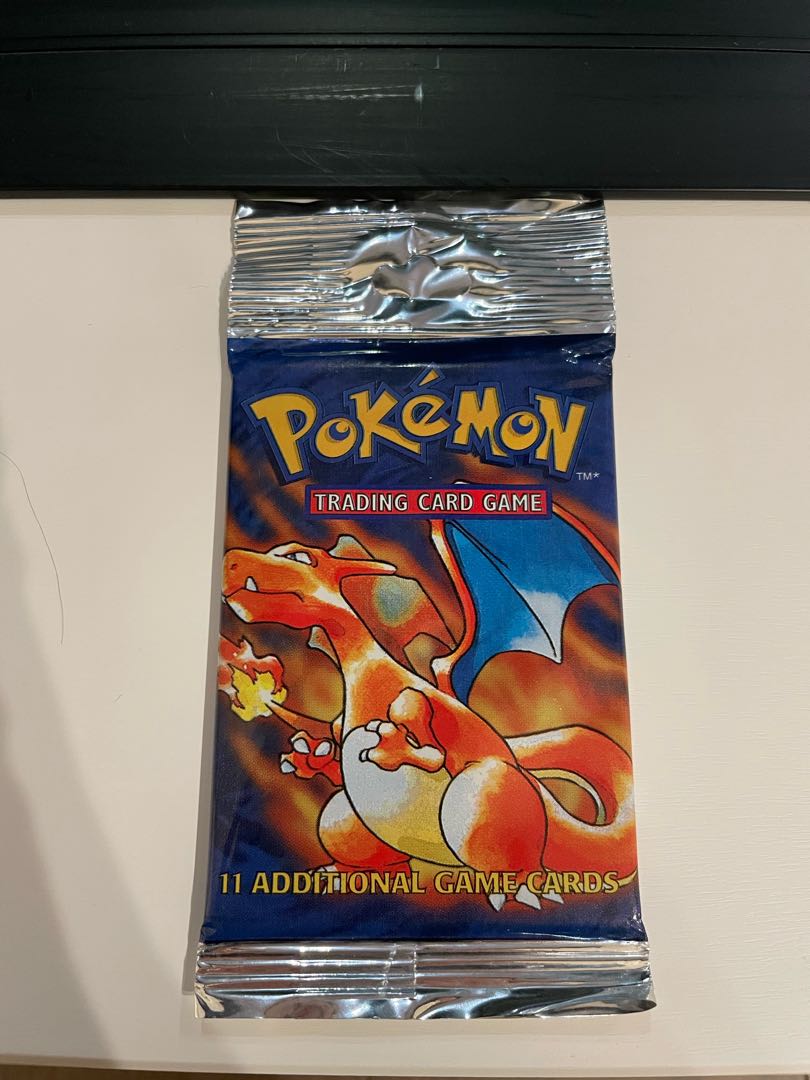 POKéMON
TM*
TRADING CARD GAME
11 ADDITIONAL GAME CARDS